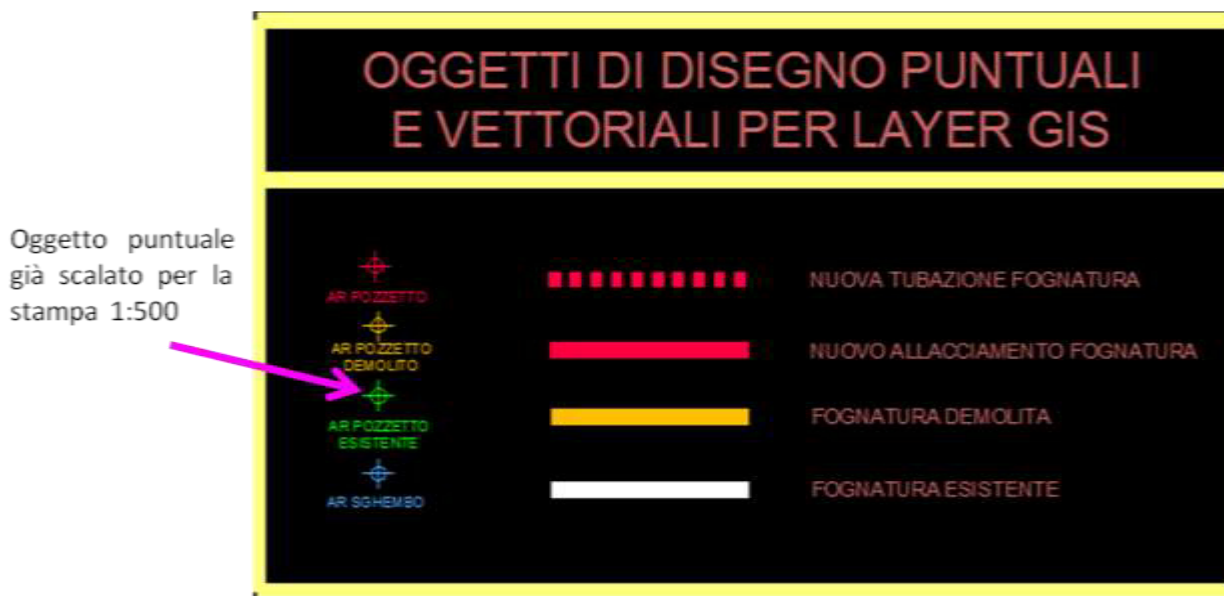 OGGETTI DI DISEGNO PUNTUALI
E VETTORIALI PER LAYER GIS
Oggetto puntuale
già scalato per la
stampa 1:500
AR POZZETTO
NUOVA TUBAZIONE FOGNATURA
AR POZZETTO
DEMOLITO
NUOVO ALLACCIAMENTO FOGNATURA
AR POZZETTO
ESISTENTE
FOGNATURA DEMOLITA
AR SGHEMBO
FOGNATURA ESISTENTE